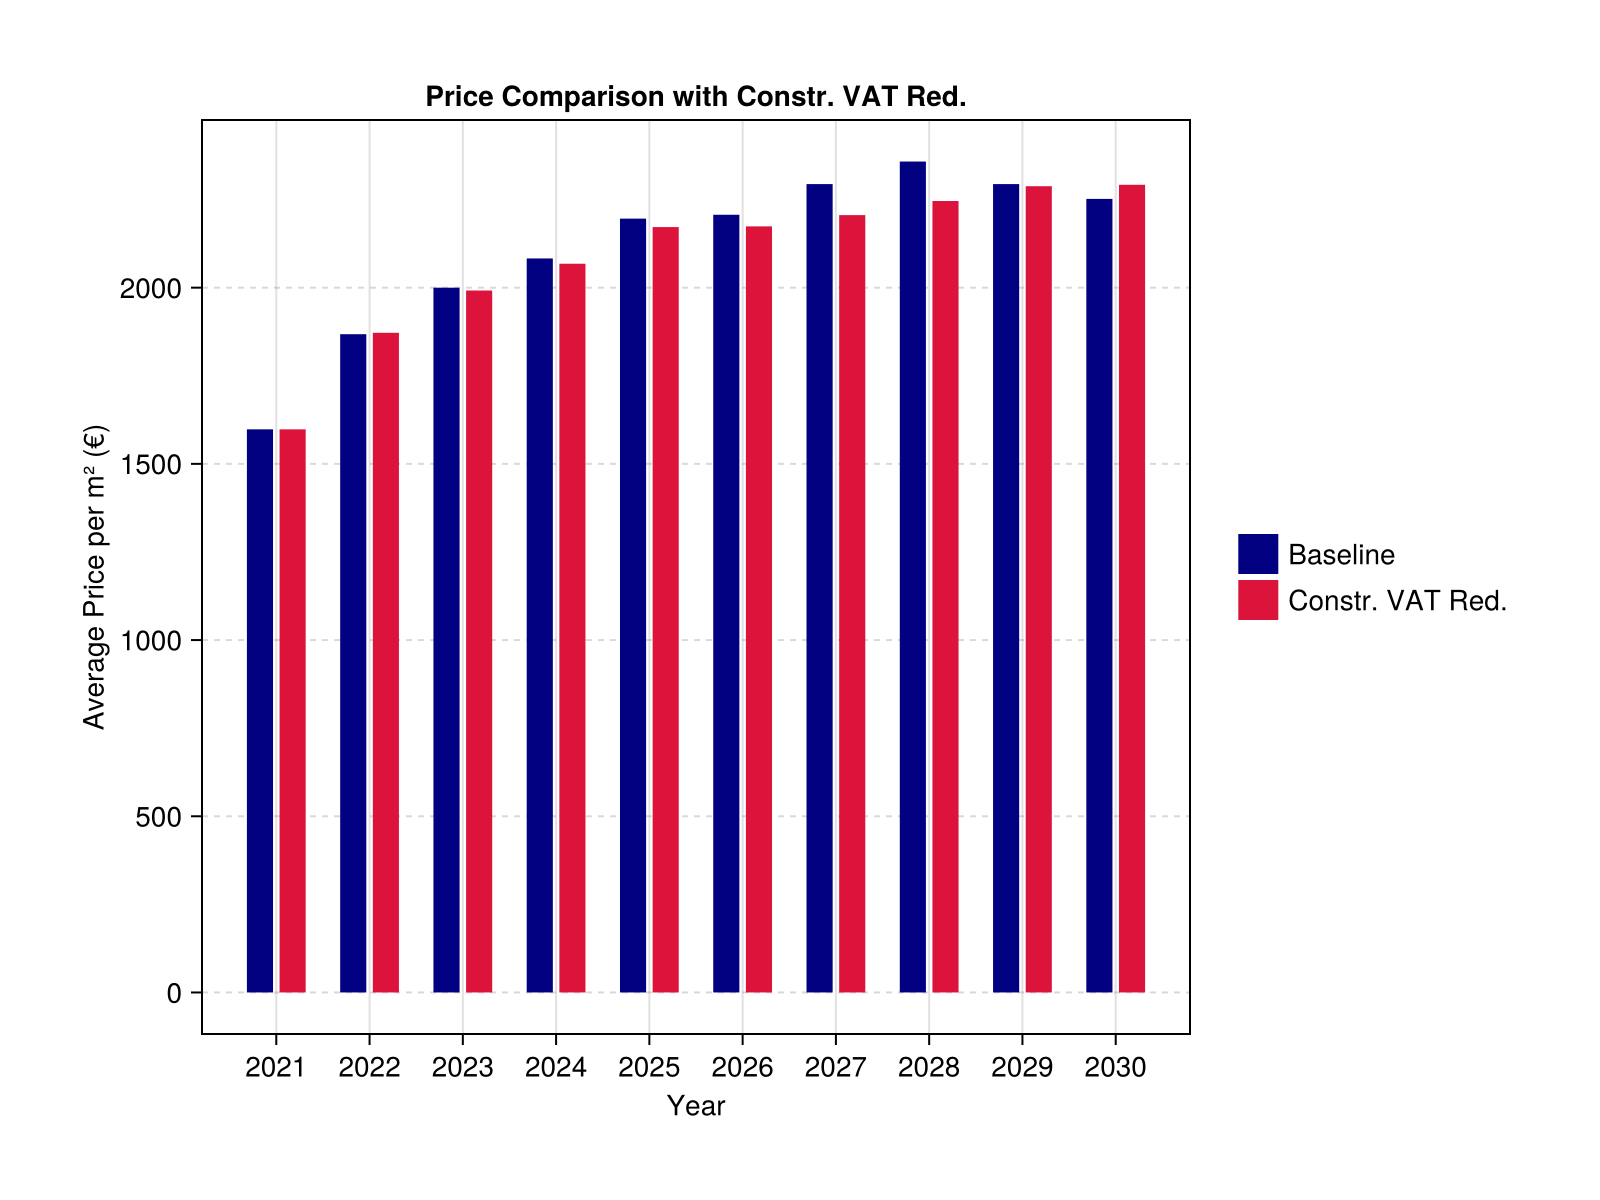 Price Comparison with Constr. VAT Red.
Average Price per m² (€)
2000
1500
1000
500
0
2021 2022 2023 2024 2025 2026 2027 2028 2029 2030
Year
Baseline
Constr. VAT Red.